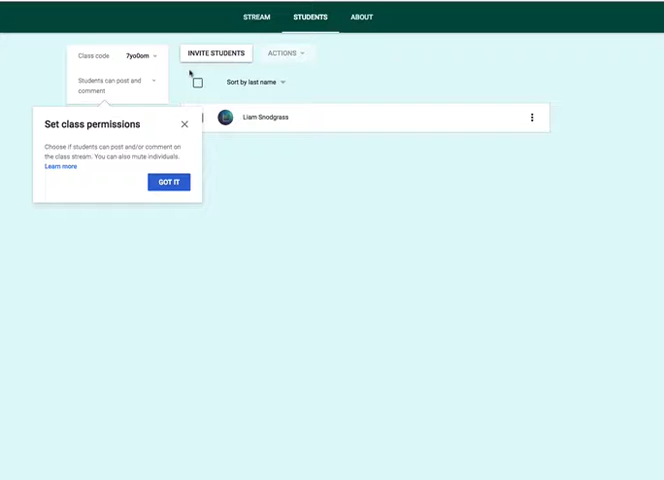 STREAM STUDENTS ABOUT
Class code 7yo0om
INVITE STUDENTS ACTIONS
Students can post and
comment
Sort by last name
Liam Snodgrass
Set class permissions
Choose if students can post and/or comment on
the class stream. You can also mute individuals.
Learn more
GOT IT